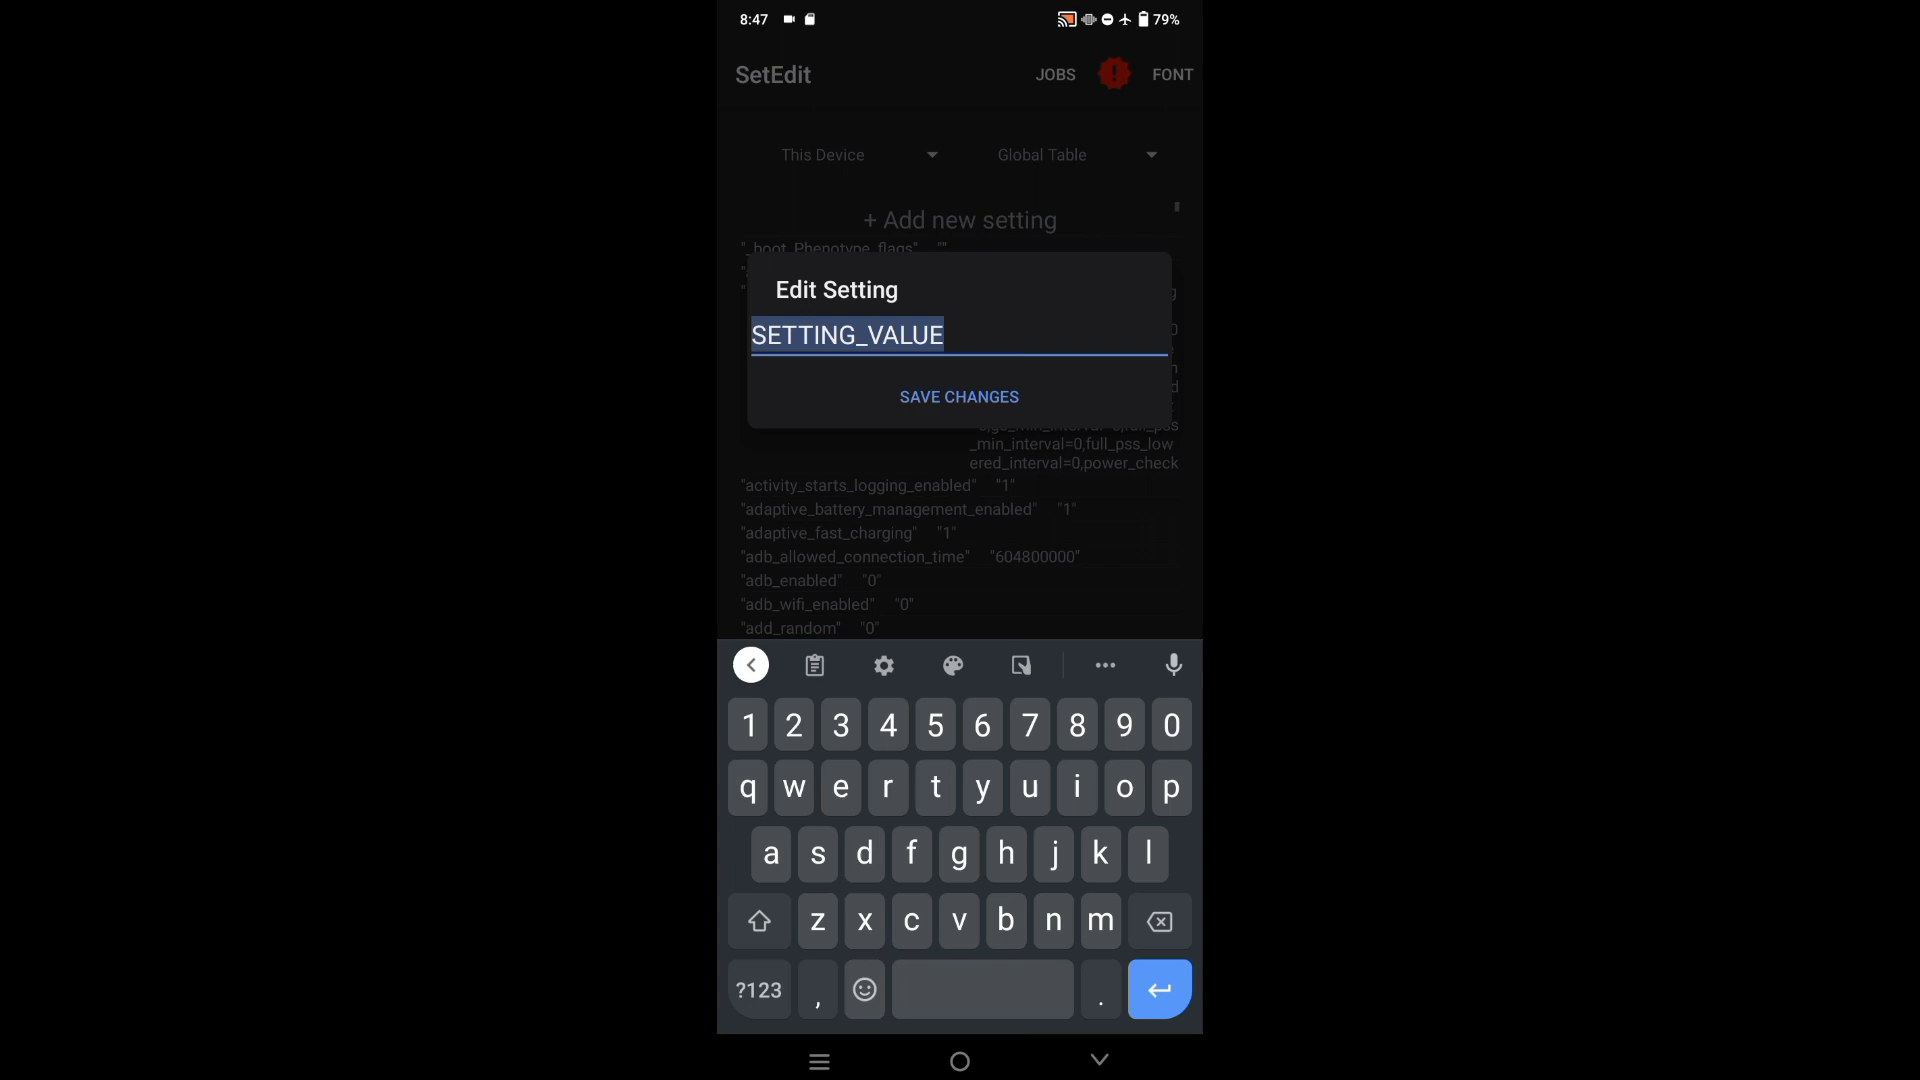 8:47 79%
SetEdit JOBS FONT
This Device Global Table
+ Add new setting
"_boot_Phenotype_flags" ""
Edit Setting
SETTING_VALUE
SAVE CHANGES
_min_interval=0,full_pss_low
ered_interval=0,power_check
"activity_starts_logging_enabled" "1"
"adaptive_battery_management_enabled" "1"
"adaptive_fast_charging" "1"
"adb_allowed_connection_time" "604800000"
"adb_enabled" "0"
"adb_wifi_enabled" "0"
"add_random" "0"
1 2 3 4 5 6 7 8 9 0
q w e r t y u i o p
a s d f g h j k l
z x c v b n m
?123 , .